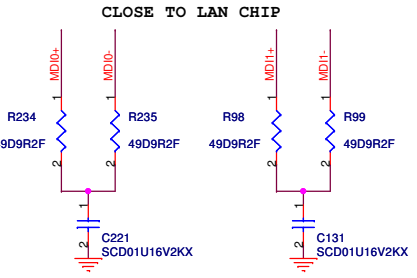 CLOSE TO LAN CHIP
MDI0+
MDI0-
MDI1+
MDI1-
1
1
1
1
R234
R235
R98
R99
9D9R2F
49D9R2F
49D9R2F
49D9R2F
2
2
2
2
1
1
C221
C131
2
SCD01U16V2KX
2
SCD01U16V2KX